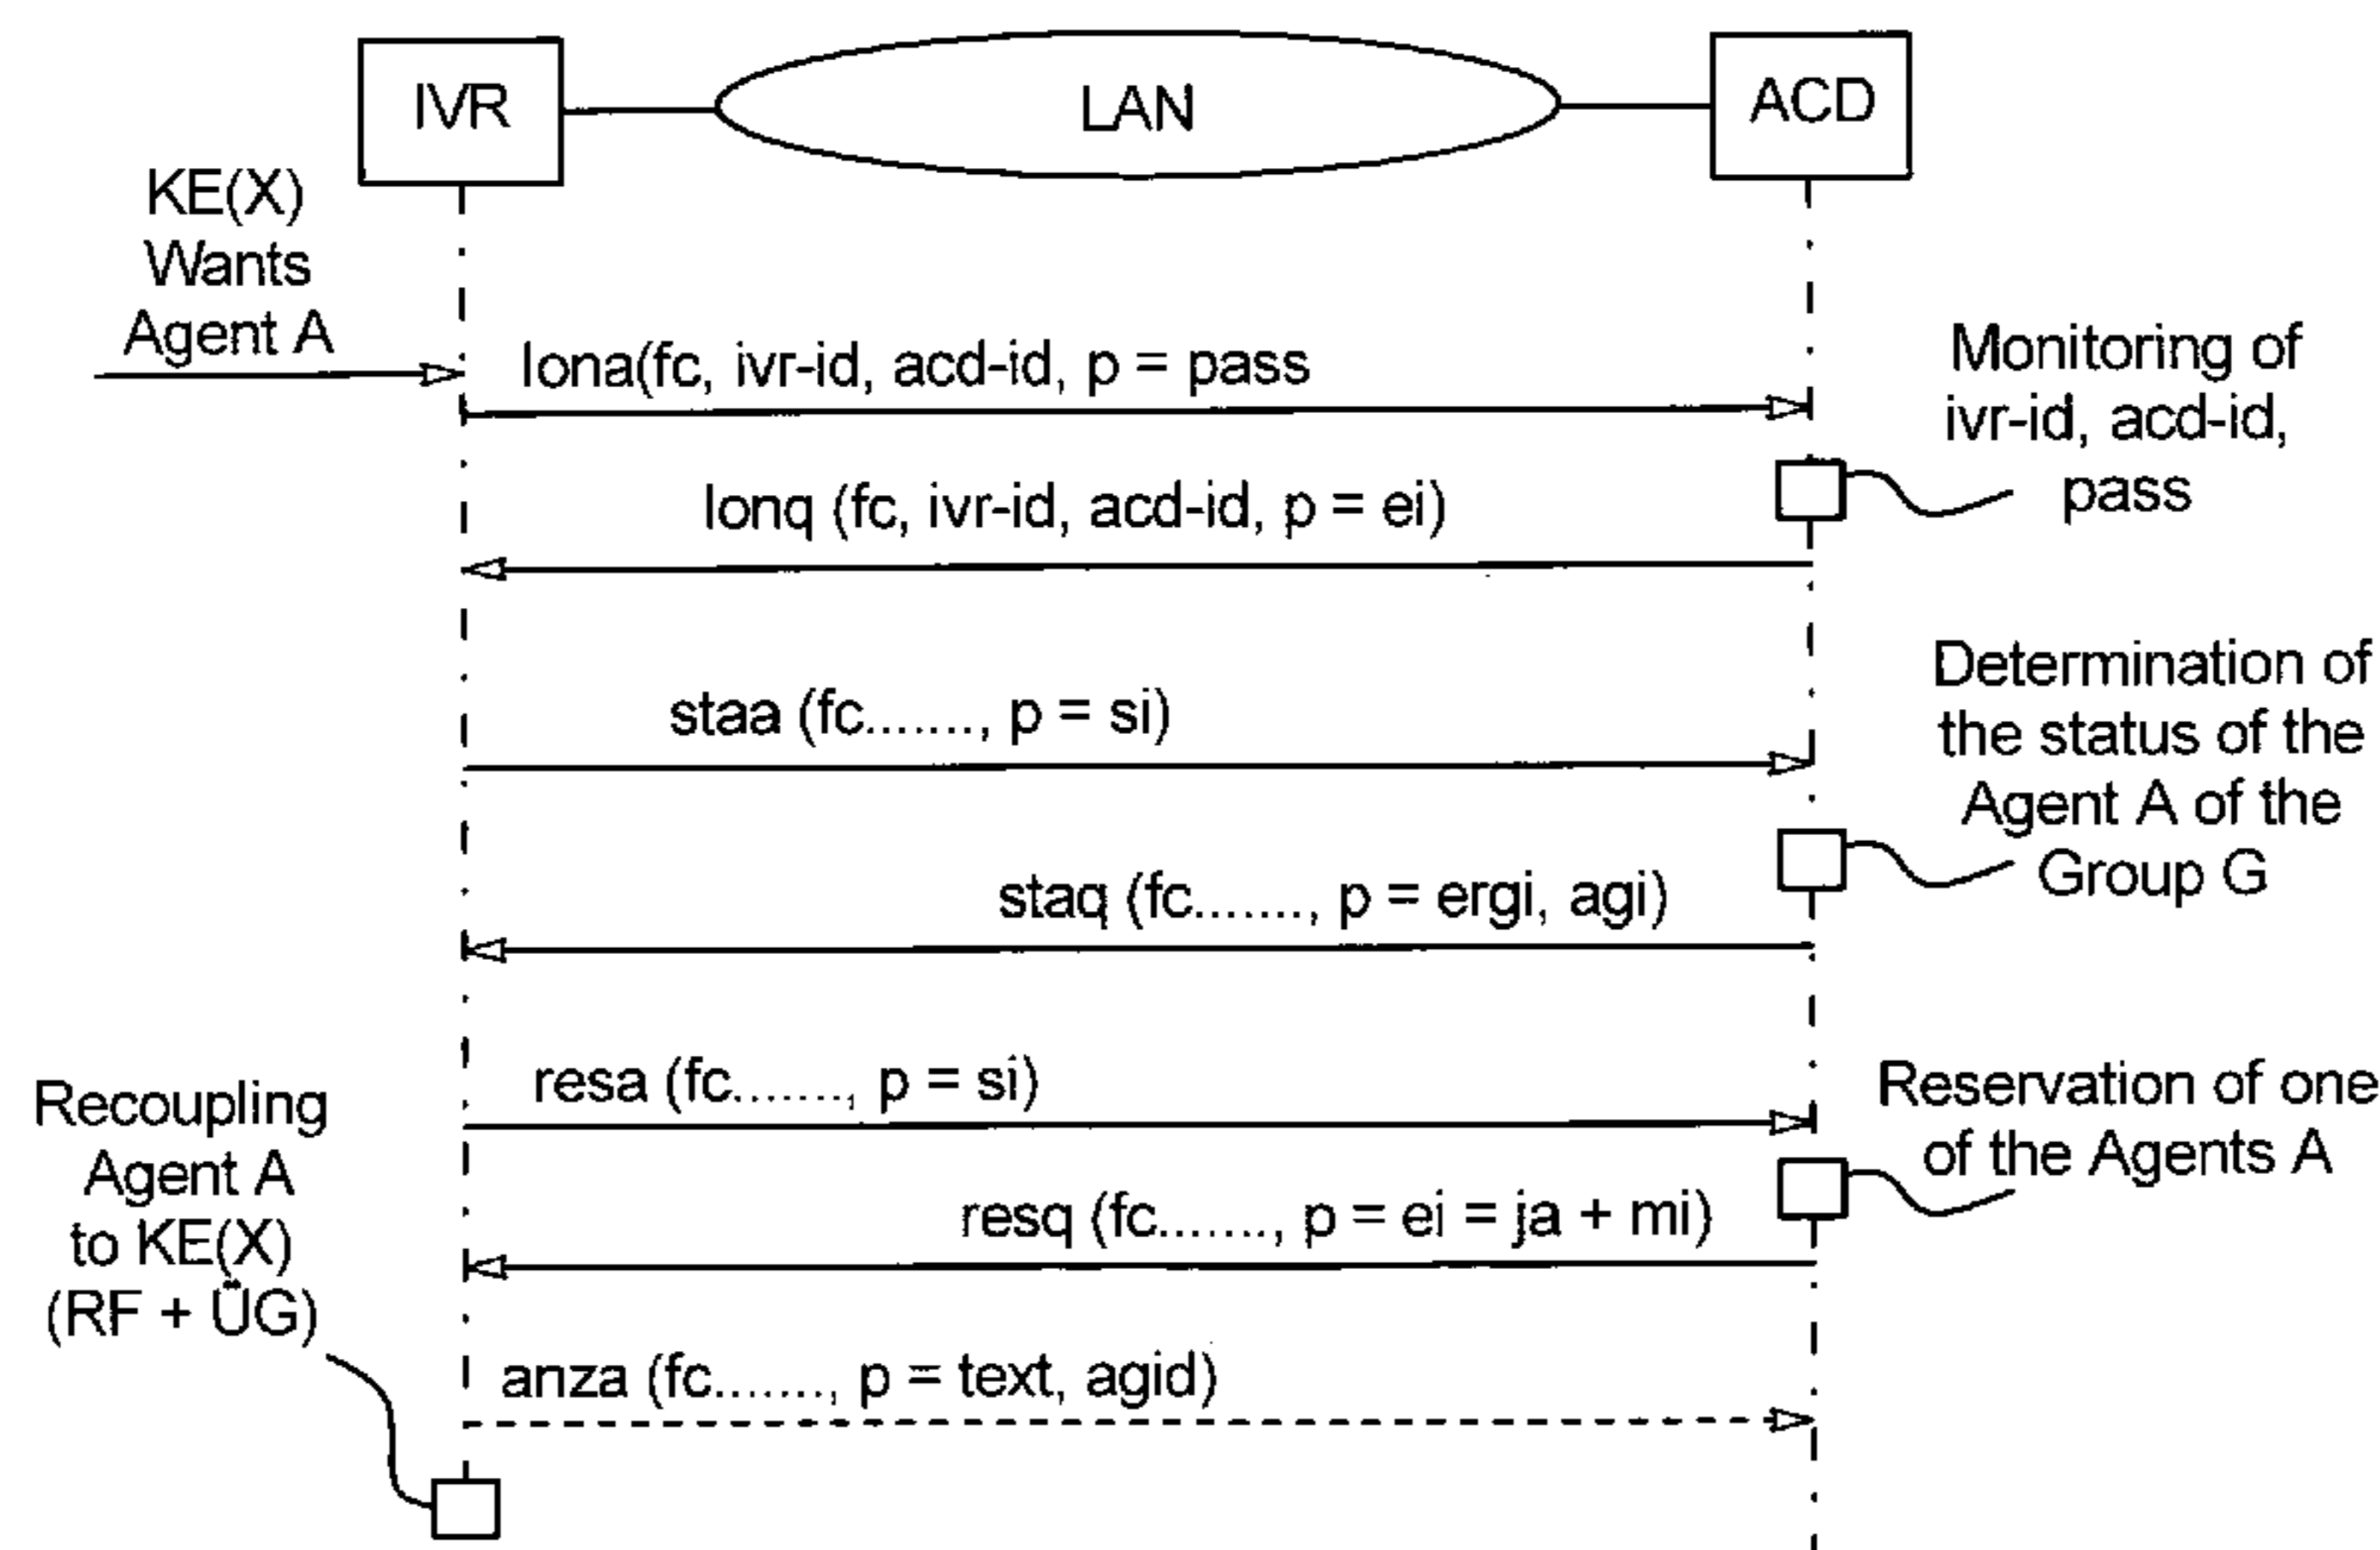 IVR
LAN
ACD
KE(X)
Wants
Agent A
lona(fc, ivr-id, acd-id, p = pass
Monitoring of
ivr-id, acd-id,
pass
lonq (fc, ivr-id, acd-id, p = ei)
staa (fc......., p = si)
Determination of
the status of the
Agent A of the
Group G
staq (fc......., p = ergi, agi)
resa (fc......., p = si)
Reservation of one
of the Agents A
resq (fc......., p = ei = ja + mi)
Recoupling
Agent A
to KE(X)
(RF + ÜG)
anza (fc......., p = text, agid)